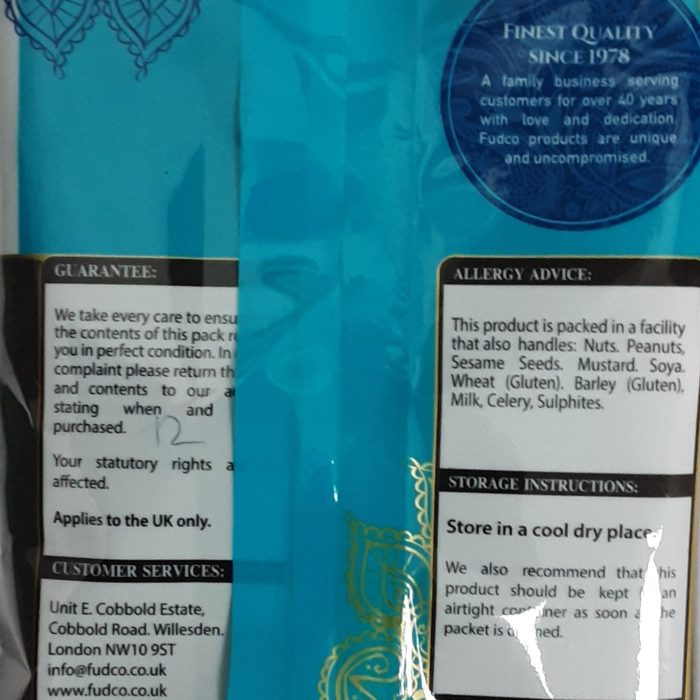 FINEST QUALITY
SINCE 1978
A family business serving
customers for over 40 years
with love and dedication.
Fudco products are unique
and uncompromised.
GUARANTEE:
We take every care to ensu
the contents of this pack r
you in perfect condition. In
complaint please return th
and contents to our a
stating when and
purchased.
12
Your statutory rights a
affected.
Applies to the UK only.
CUSTOMER SERVICES:
Unit E. Cobbold Estate,
Cobbold Road. Willesden.
London NW10 9ST
info@fudco.co.uk
www.fudco.co.uk
ALLERGY ADVICE:
This product is packed in a facility
that also handles: Nuts. Peanuts,
Sesame Seeds. Mustard. Soya.
Wheat (Gluten). Barley (Gluten),
Milk, Celery, Sulphites.
STORAGE INSTRUCTIONS:
Store in a cool dry place.
We also recommend that this
product should be kept an
airtight container as soon the
packet is opened.